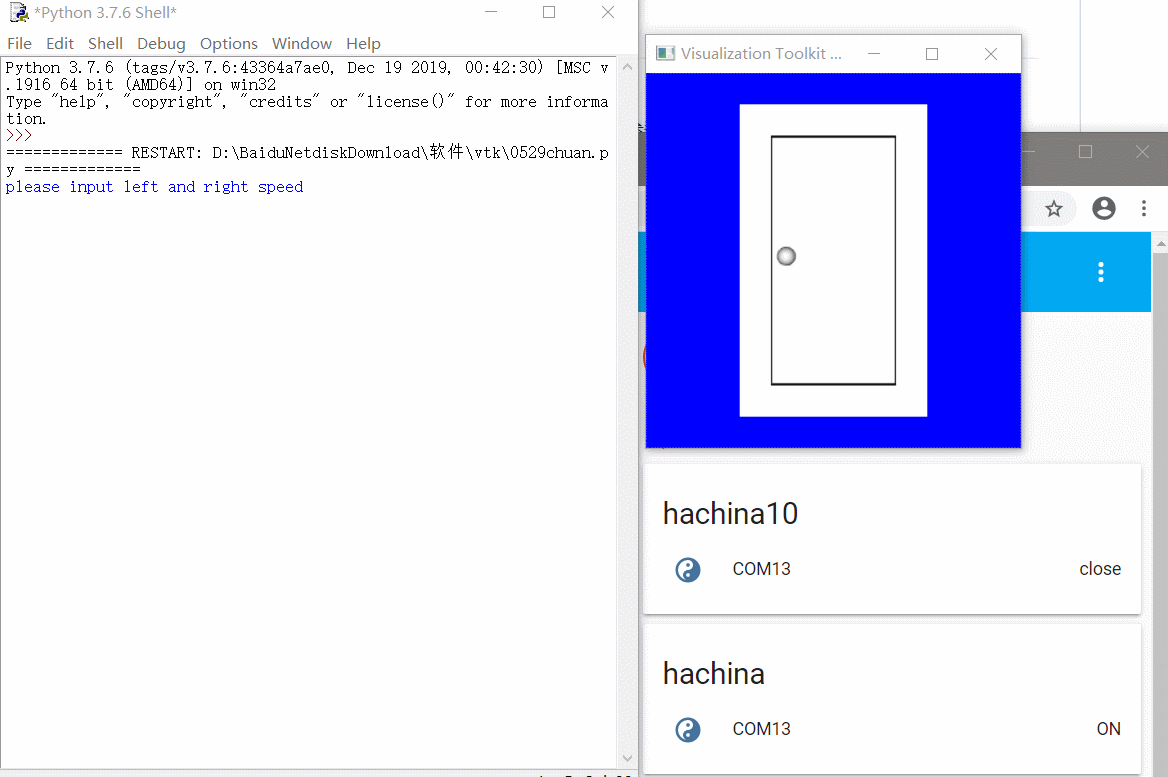 *Python 3.7.6 Shell*
File Edit Shell Debug Options Window Help
Python 3.7.6 (tags/v3.7.6:43364a7ae0, Dec 19 2019, 00:42:30) [MSC v
.1916 64 bit (AMD64)] on win32
Type "help", "copyright", "credits" or "license()" for more informa
tion.
>>>
============= RESTART: D:\BaiduNetdiskDownload\软件\vtk\0529chuan.p
y =============
please input left and right speed
Visualization Toolkit ...
hachina10
COM13 close
hachina
COM13 ON